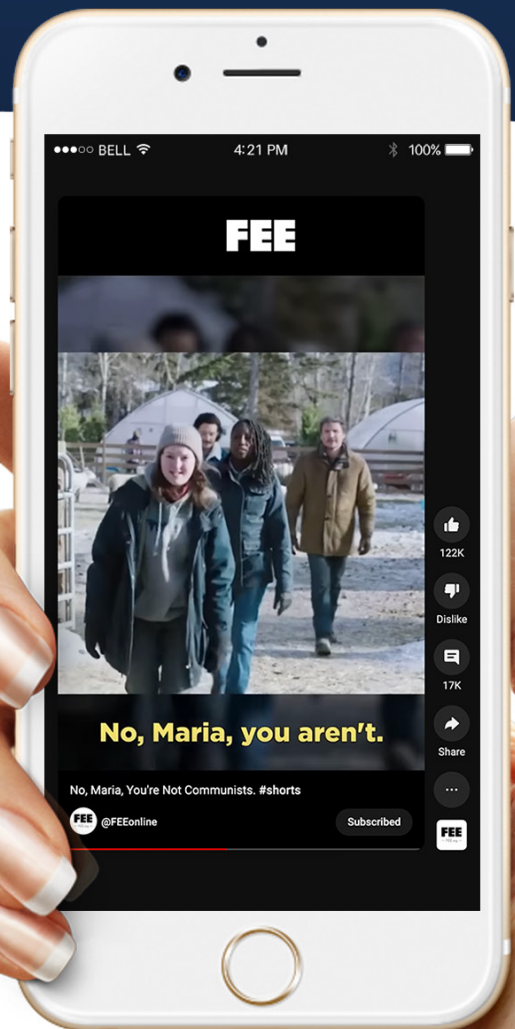 BELL 4:21 PM 100%
FEE
No, Maria, you aren't.
122K
Dislike
17K
Share
No, Maria, You're Not Communists. #shorts
FEE @FEEonline Subscribed
FEE